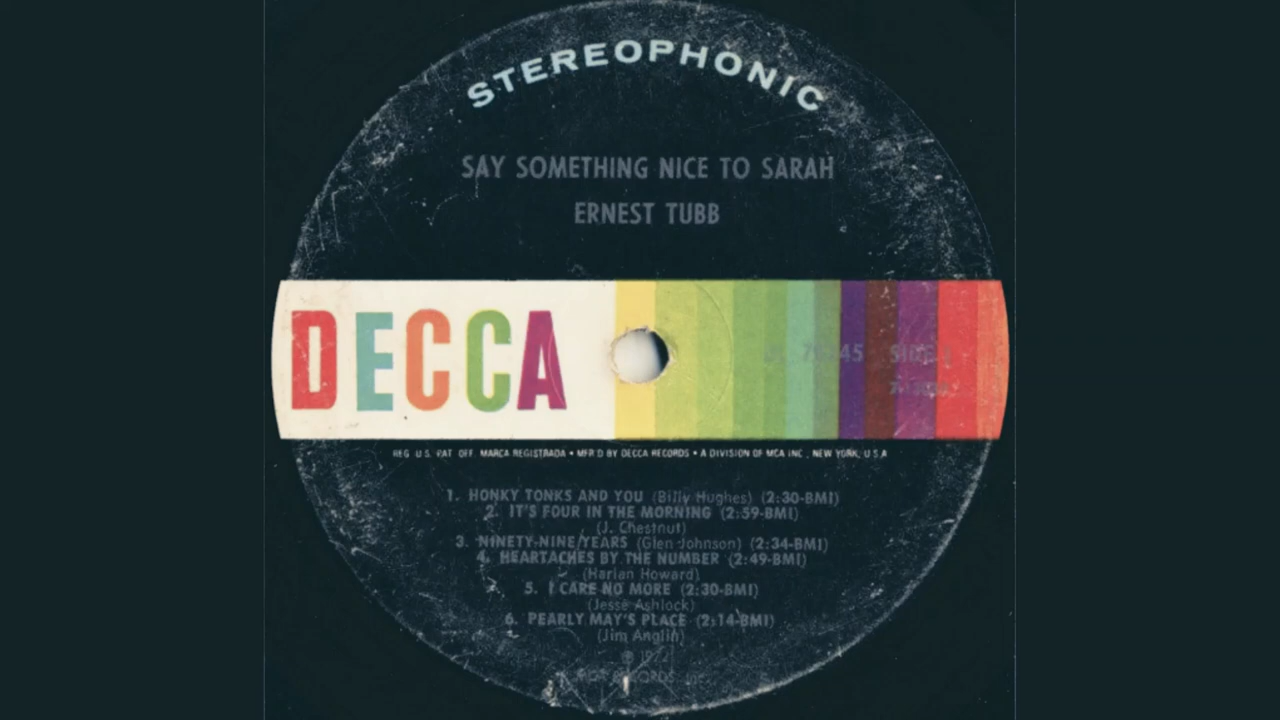 STEREOPHONIC
SAY SOMETHING NICE TO SARAH
ERNEST TUBB
DECCA
45 SIDE
REG. U.S. PAT. OFF. MARCA REGISTRADA • MFR'D BY DECCA RECORDS • A DIVISION OF MCA INC., NEW YORK, U.S.A
1. HONKY TONKS AND YOU (Billy Hughes) (2:30-BMI)
2. IT'S FOUR IN THE MORNING (2:59-BMI)
(J. Chestnut)
3. NINETY-NINE YEARS (Glen Johnson) (2:34-BMI)
4. HEARTACHES BY THE NUMBER (2:49-BMI)
(Harlan Howard)
5. I CARE NO MORE (2:30-BMI)
(Jesse Ashlock)
6. PEARLY MAY'S PLACE (2:14-BMI)
(Jim Anglin)
℗ 1972
RECORDS